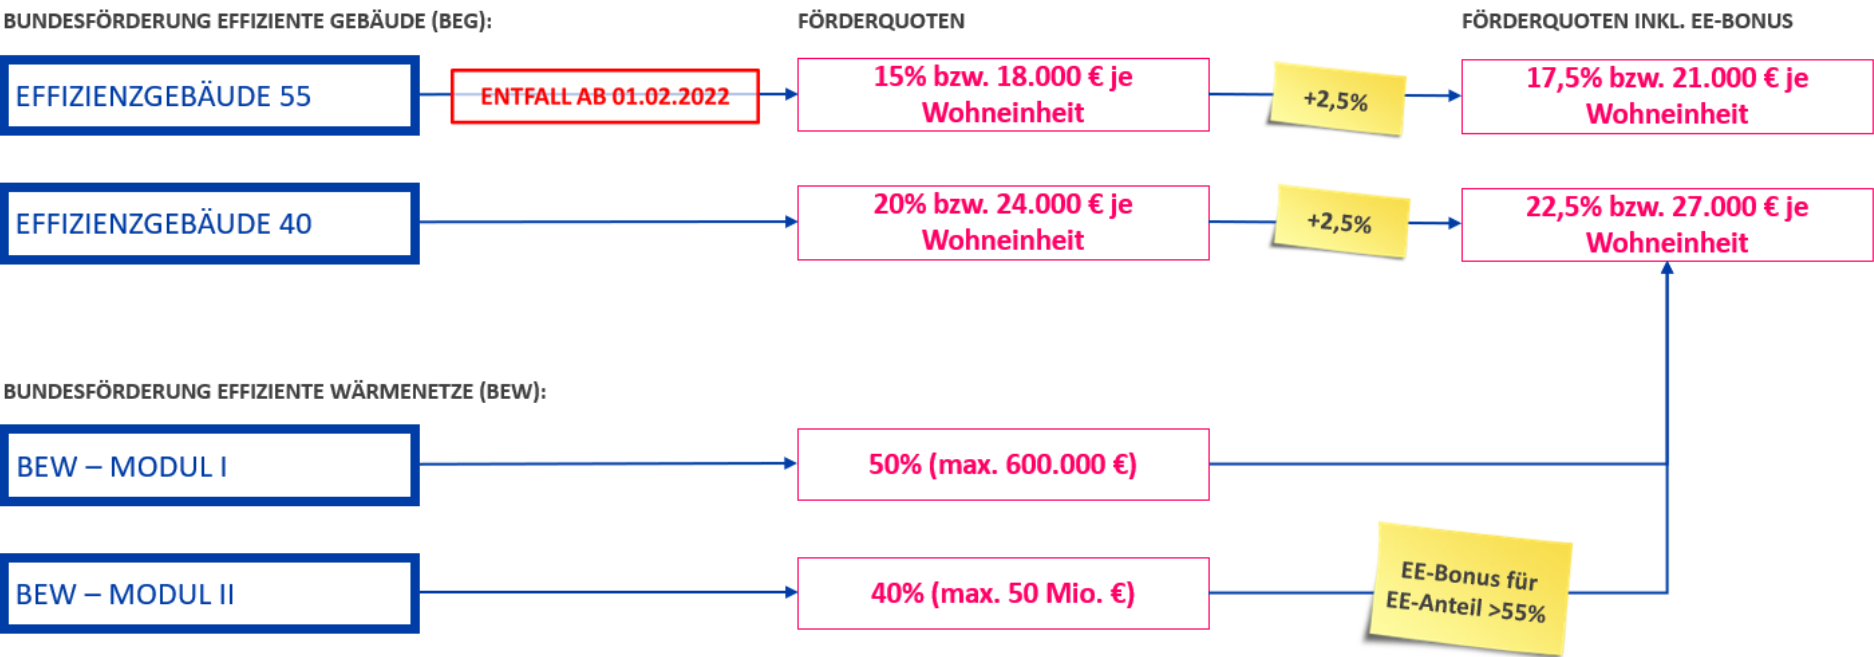 BUNDESFÖRDERUNG EFFIZIENTE GEBÄUDE (BEG):
FÖRDERQUOTEN
FÖRDERQUOTEN INKL. EE-BONUS
EFFIZIENZGEBÄUDE 55
ENTFALL AB 01.02.2022
15% bzw. 18.000 € je
Wohneinheit
+2,5%
17,5% bzw. 21.000 € je
Wohneinheit
EFFIZIENZGEBÄUDE 40
20% bzw. 24.000 € je
Wohneinheit
+2,5%
22,5% bzw. 27.000 € je
Wohneinheit
BUNDESFÖRDERUNG EFFIZIENTE WÄRMENETZE (BEW):
BEW – MODUL I
50% (max. 600.000 €)
BEW – MODUL II
40% (max. 50 Mio. €)
EE-Bonus für
EE-Anteil >55%